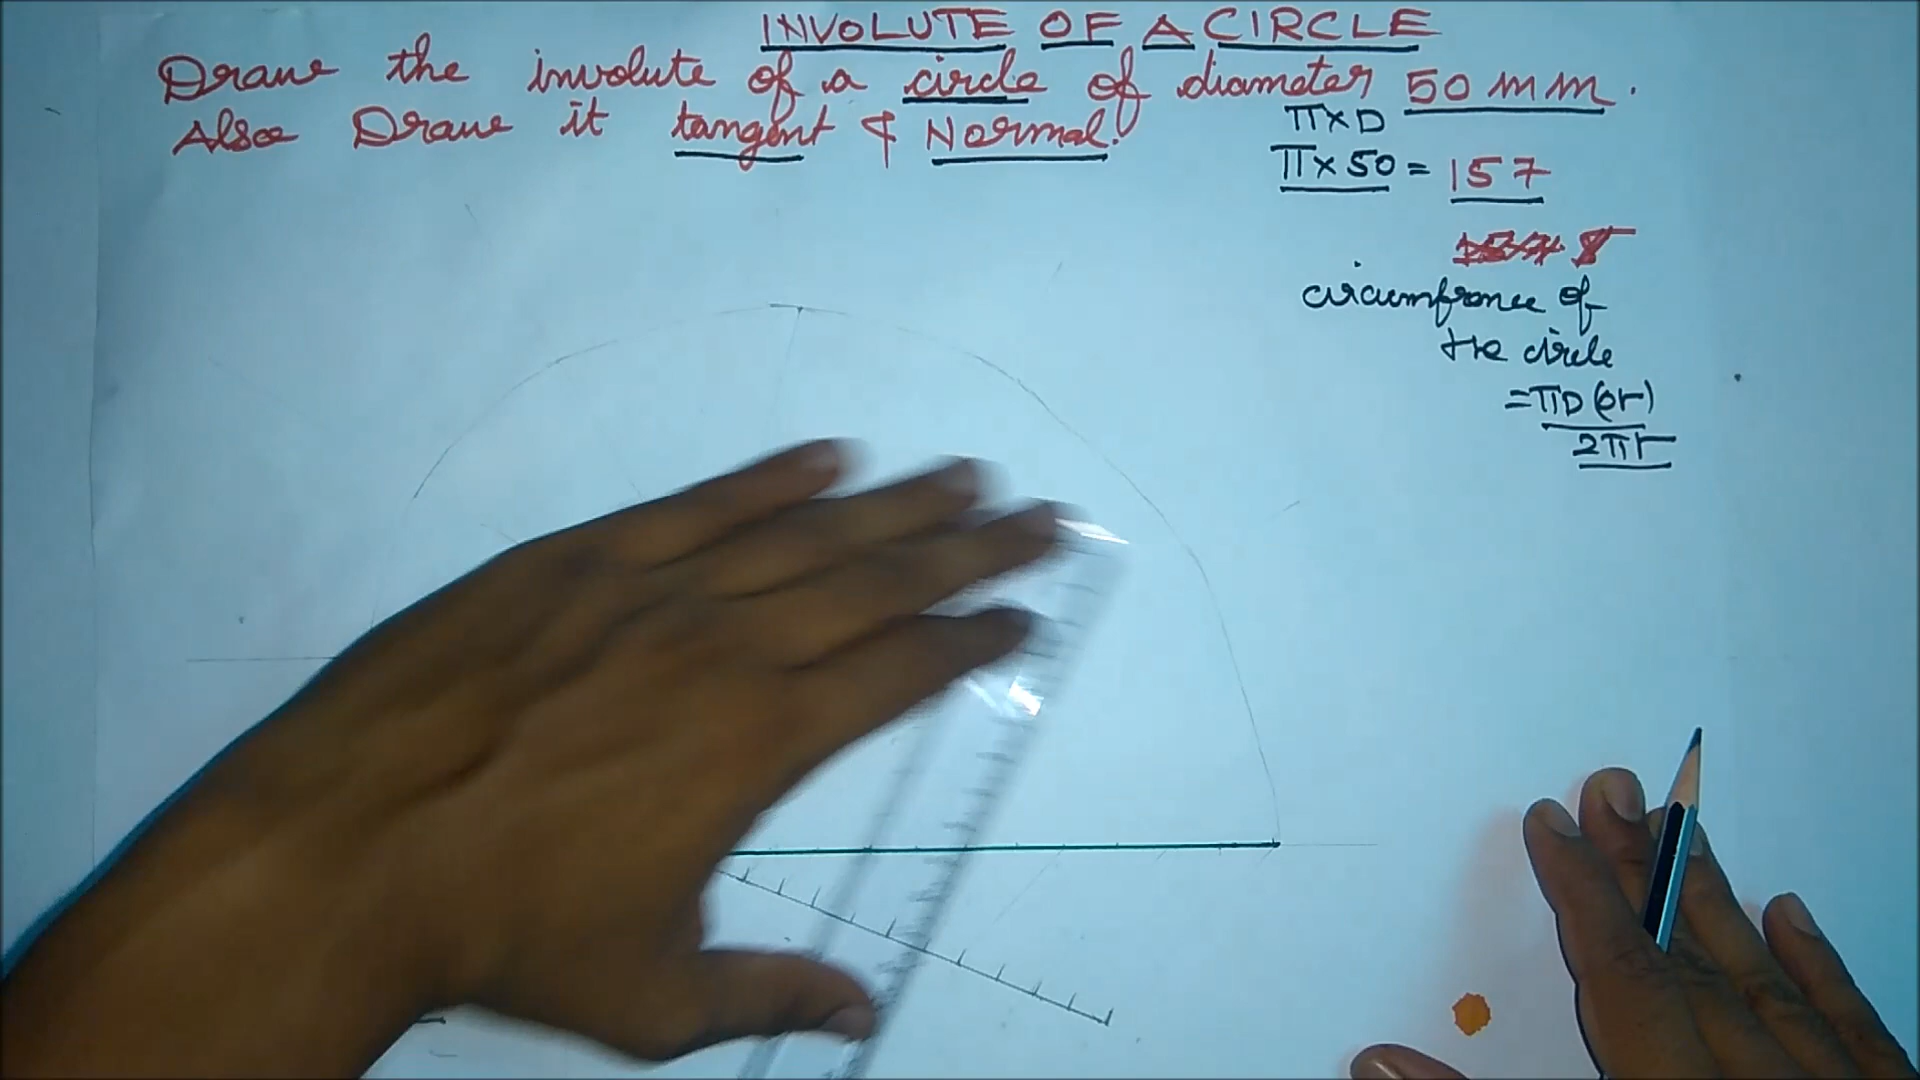 INVOLUTE OF A CIRCLE
Draw the involute of a circle of diameter 50 mm.
Also Draw it tangent & Normal.
π×D
π×50 = 157
circumfrance of
the circle
=πD (or)
2πr